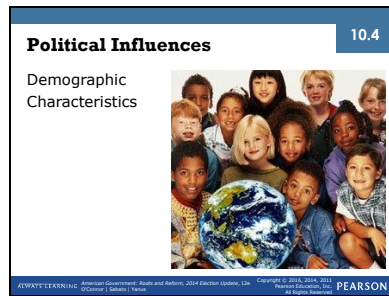 Political Influences
10.4
Demographic
Characteristics
ALWAYS LEARNING
American Government: Roots and Reform, 2014 Election Update, 12e
O'Connor | Sabato | Yanus
Copyright © 2016, 2014, 2011
Pearson Education, Inc.
All Rights Reserved
PEARSON